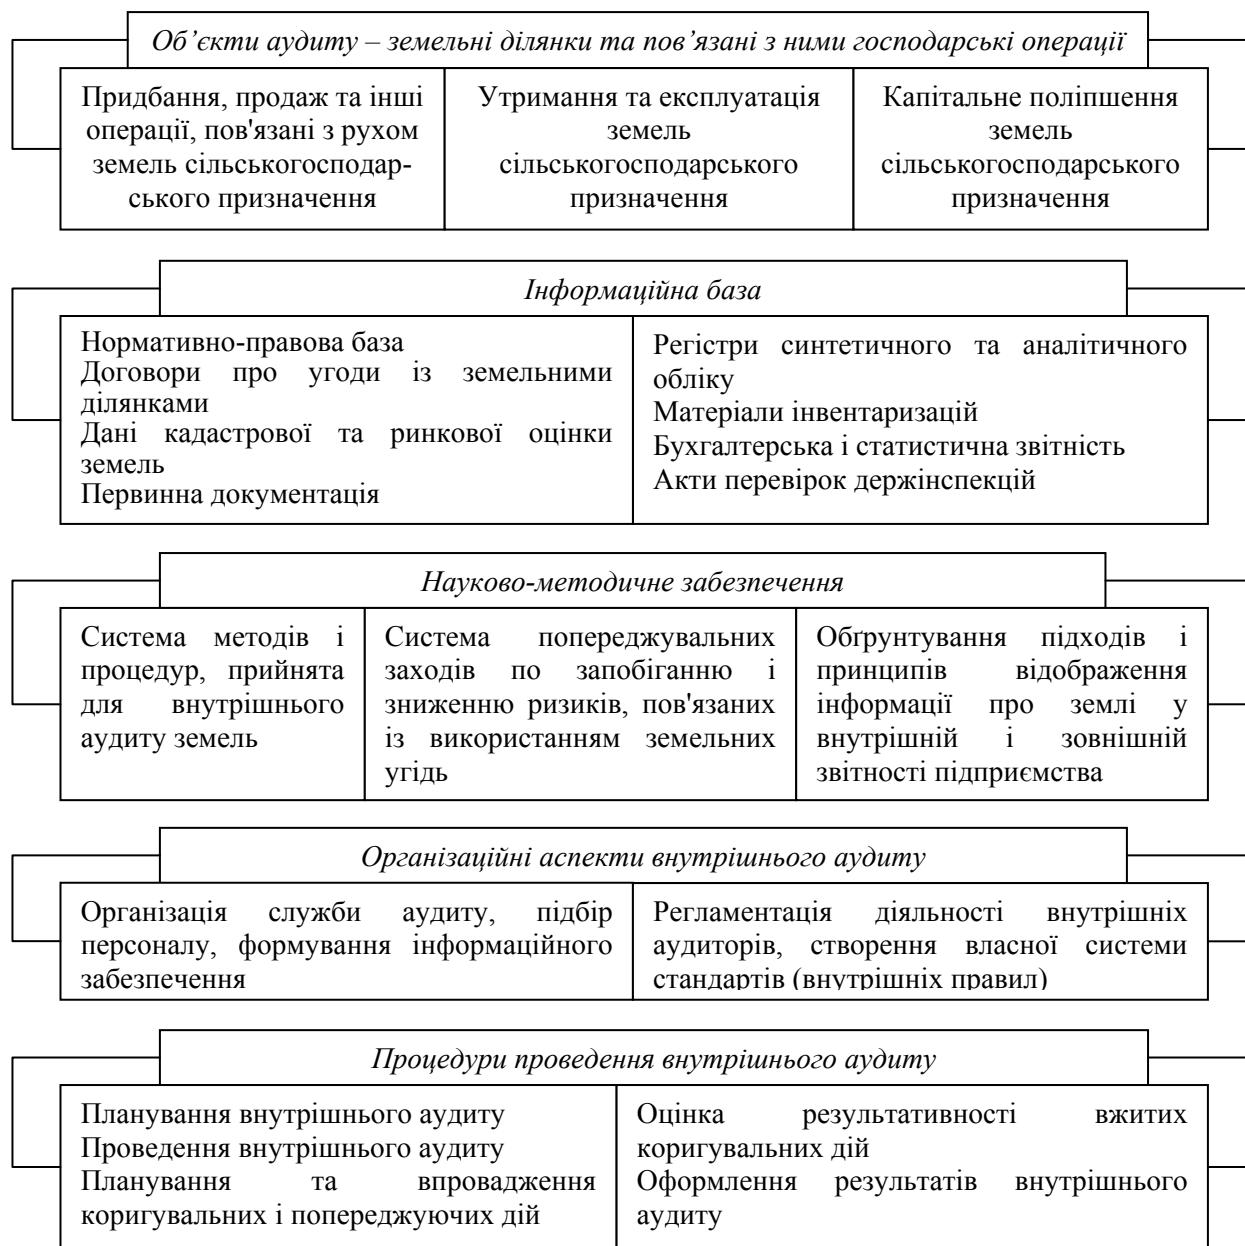 Об’єкти аудиту – земельні ділянки та пов’язані з ними господарські операції
Придбання, продаж та інші
операції, пов'язані з рухом
земель сільськогосподар-
ського призначення
Утримання та експлуатація
земель
сільськогосподарського
призначення
Капітальне поліпшення
земель
сільськогосподарського
призначення
Інформаційна база
Нормативно-правова база
Договори про угоди із земельними
ділянками
Дані кадастрової та ринкової оцінки
земель
Первинна документація
Регістри синтетичного та аналітичного
обліку
Матеріали інвентаризацій
Бухгалтерська і статистична звітність
Акти перевірок держінспекцій
Науково-методичне забезпечення
Система методів і
процедур, прийнята
для внутрішнього
аудиту земель
Система попереджувальних
заходів по запобіганню і
зниженню ризиків, пов'язаних
із використанням земельних
угідь
Обґрунтування підходів і
принципів відображення
інформації про землі у
внутрішній і зовнішній
звітності підприємства
Організаційні аспекти внутрішнього аудиту
Організація служби аудиту, підбір
персоналу, формування інформаційного
забезпечення
Регламентація діяльності внутрішніх
аудиторів, створення власної системи
стандартів (внутрішніх правил)
Процедури проведення внутрішнього аудиту
Планування внутрішнього аудиту
Проведення внутрішнього аудиту
Планування та впровадження
коригувальних і попереджуючих дій
Оцінка результативності вжитих
коригувальних дій
Оформлення результатів внутрішнього
аудиту